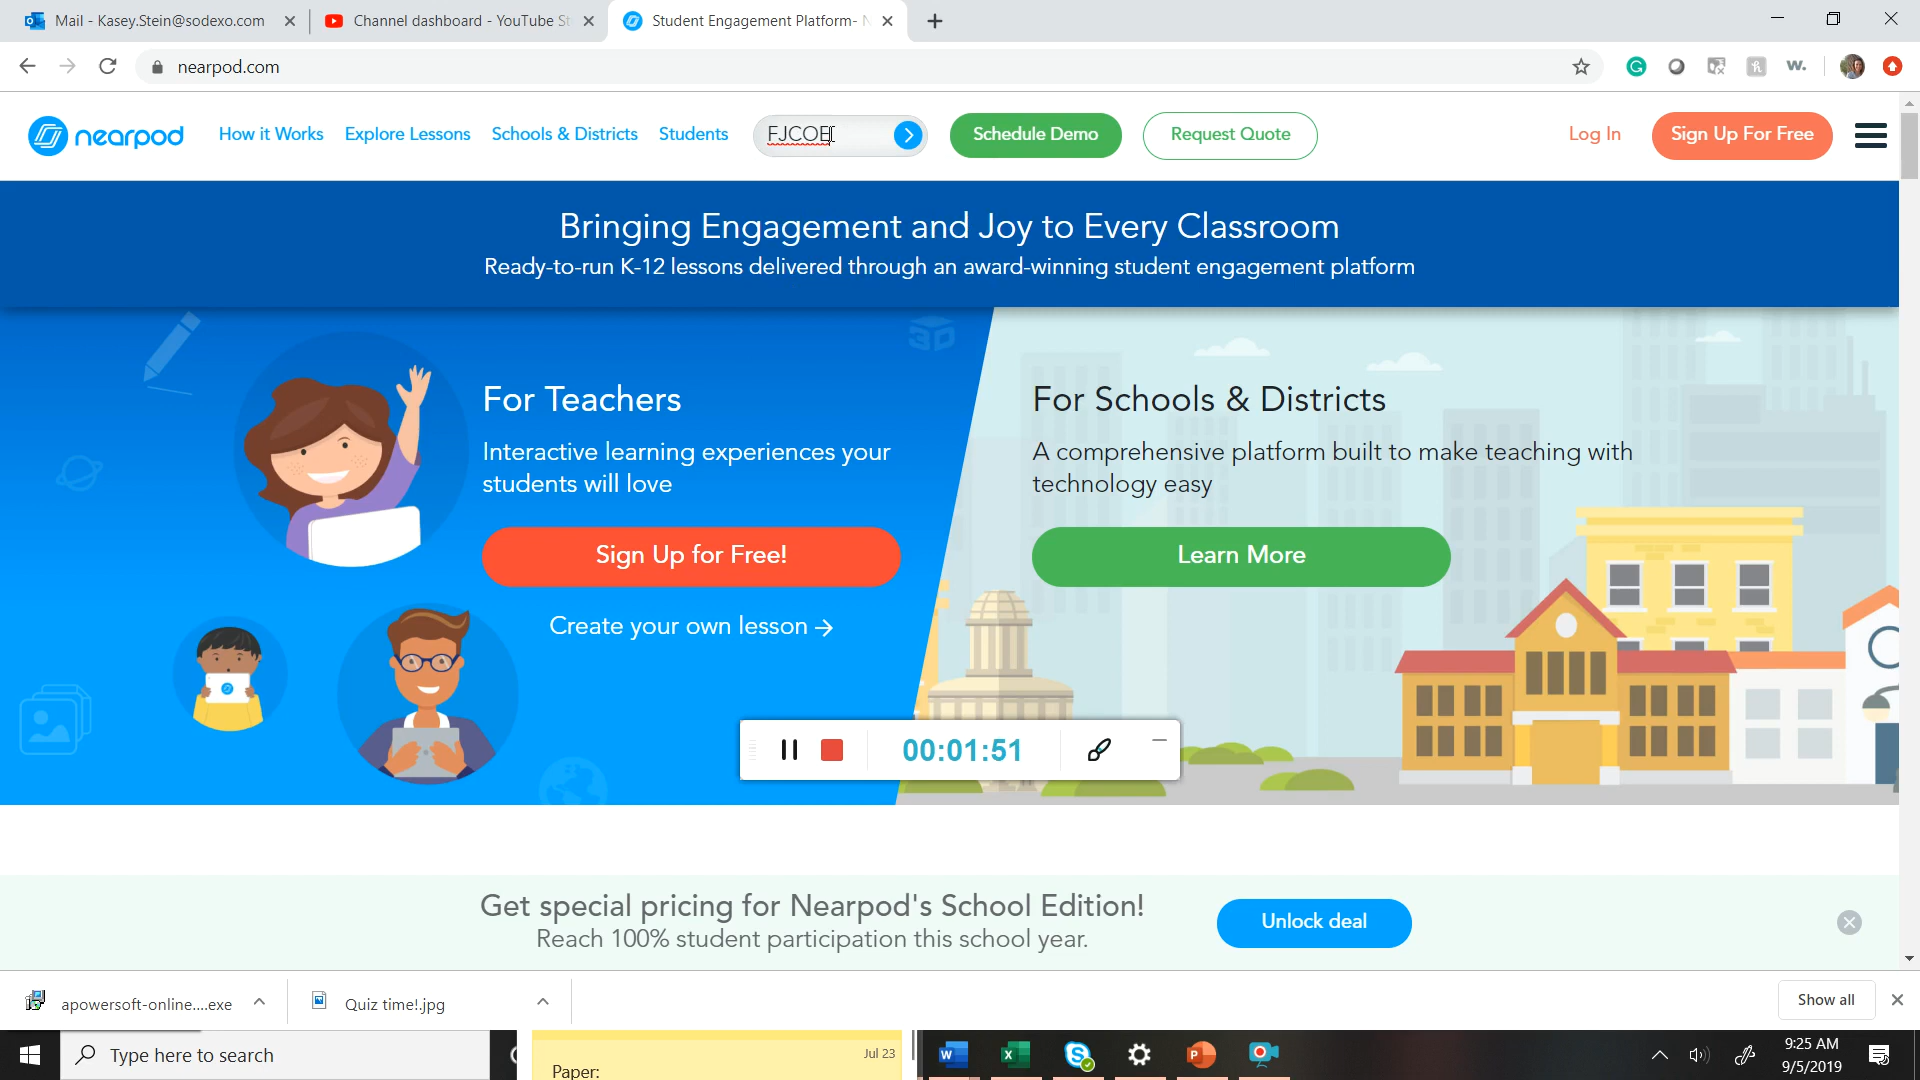 Mail - Kasey.Stein@sodexo.com
Channel dashboard - YouTube St
Student Engagement Platform- N
nearpod.com
nearpod
How it Works
Explore Lessons
Schools & Districts
Students
FJCOE
Schedule Demo
Request Quote
Log In
Sign Up For Free
Bringing Engagement and Joy to Every Classroom
Ready-to-run K-12 lessons delivered through an award-winning student engagement platform
3D
For Teachers
Interactive learning experiences your
students will love
Sign Up for Free!
Create your own lesson →
For Schools & Districts
A comprehensive platform built to make teaching with
technology easy
Learn More
00:01:51
Get special pricing for Nearpod's School Edition!
Reach 100% student participation this school year.
Unlock deal
apowersoft-online....exe
Quiz time!.jpg
Show all
Type here to search
Jul 23
Paper:
9:25 AM
9/5/2019